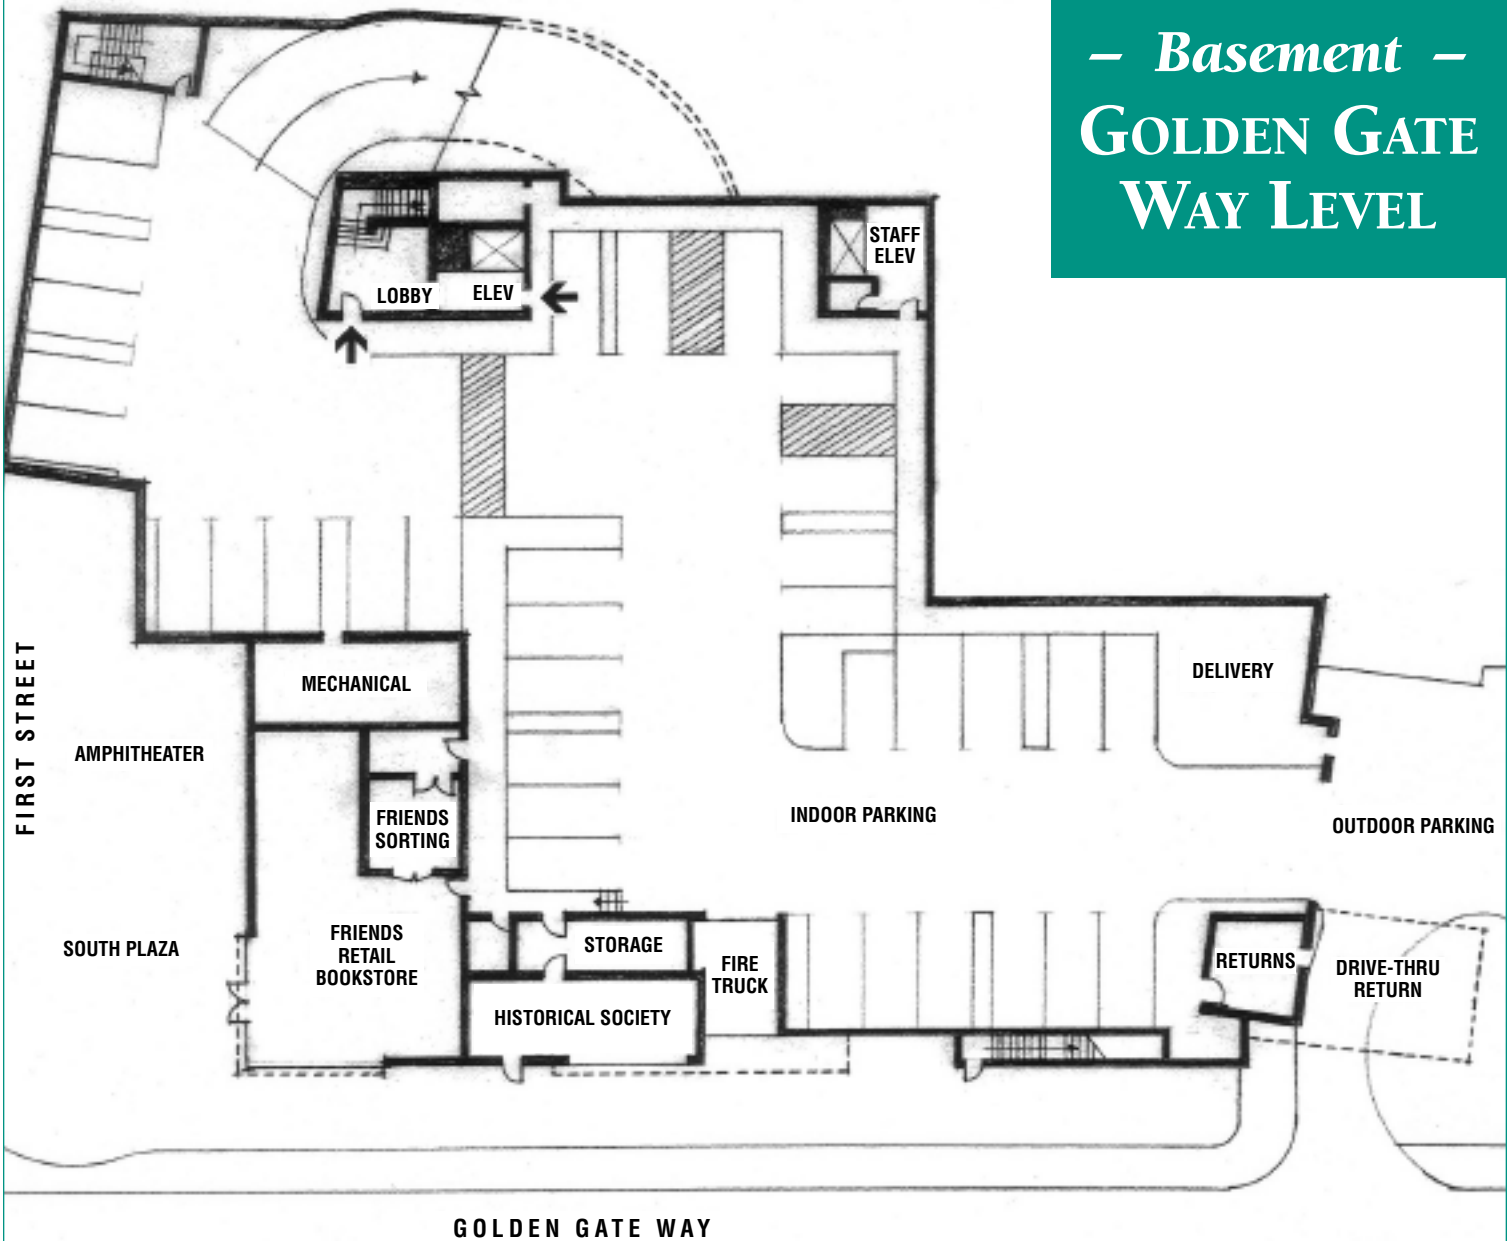 – Basement –
GOLDEN GATE
WAY LEVEL
STAFF
ELEV
LOBBY
ELEV
MECHANICAL
DELIVERY
FIRST STREET
AMPHITHEATER
FRIENDS
SORTING
INDOOR PARKING
OUTDOOR PARKING
SOUTH PLAZA
FRIENDS
RETAIL
BOOKSTORE
STORAGE
FIRE
TRUCK
RETURNS
DRIVE-THRU
RETURN
HISTORICAL SOCIETY
GOLDEN GATE WAY